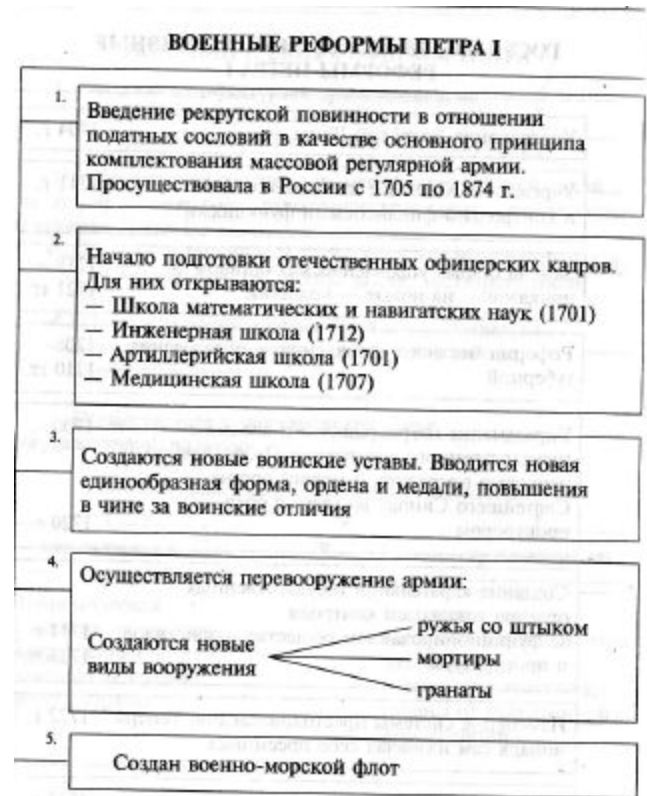 ВОЕННЫЕ РЕФОРМЫ ПЕТРА I
1.
Введение рекрутской повинности в отношении
податных сословий в качестве основного принципа
комплектования массовой регулярной армии.
Просуществовала в России с 1705 по 1874 г.
2.
Начало подготовки отечественных офицерских кадров.
Для них открываются:
— Школа математических и навигатских наук (1701)
— Инженерная школа (1712)
— Артиллерийская школа (1701)
— Медицинская школа (1707)
3.
Создаются новые воинские уставы. Вводится новая
единообразная форма, ордена и медали, повышения
в чине за воинские отличия
4.
Осуществляется перевооружение армии:
Создаются новые
виды вооружения
ружья со штыком
мортиры
гранаты
5.
Создан военно-морской флот